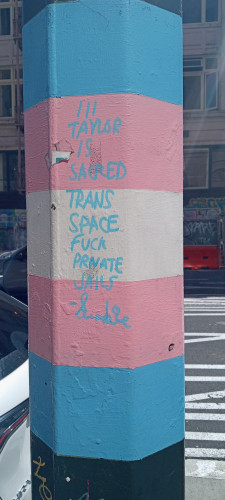 111
TAYLOR
IS
SACRED
TRANS
SPACE
FUCK
PRIVATE
JAILS